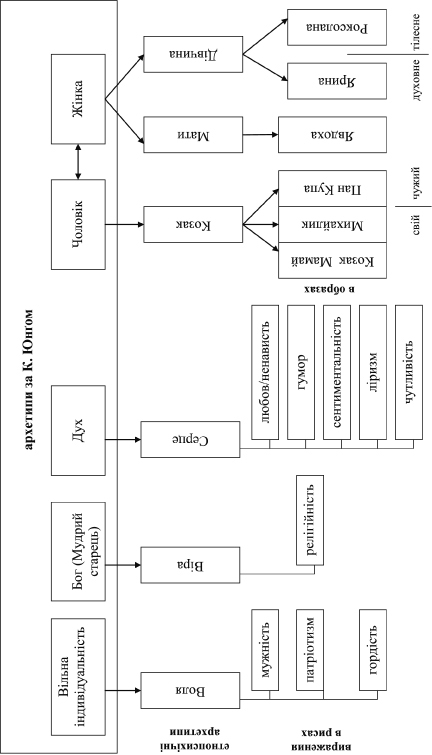 архетипи за К. Юнгом
Вільна
індивідуальність
Бог (Мудрий
старець)
Дух
Чоловік
Жінка
етнопсихічні
архетипи
Воля
Віра
Серце
Козак
Мати
Дівчина
вираження
в рисах
мужність
патріотизм
гордість
релігійність
любов/ненависть
гумор
сентиментальність
ліризм
чутливість
в образах
Козак Мамай
Михайлик
Пан Купа
Явдоха
Ярина
Роксолана
свій
чужий
духовне
тілесне